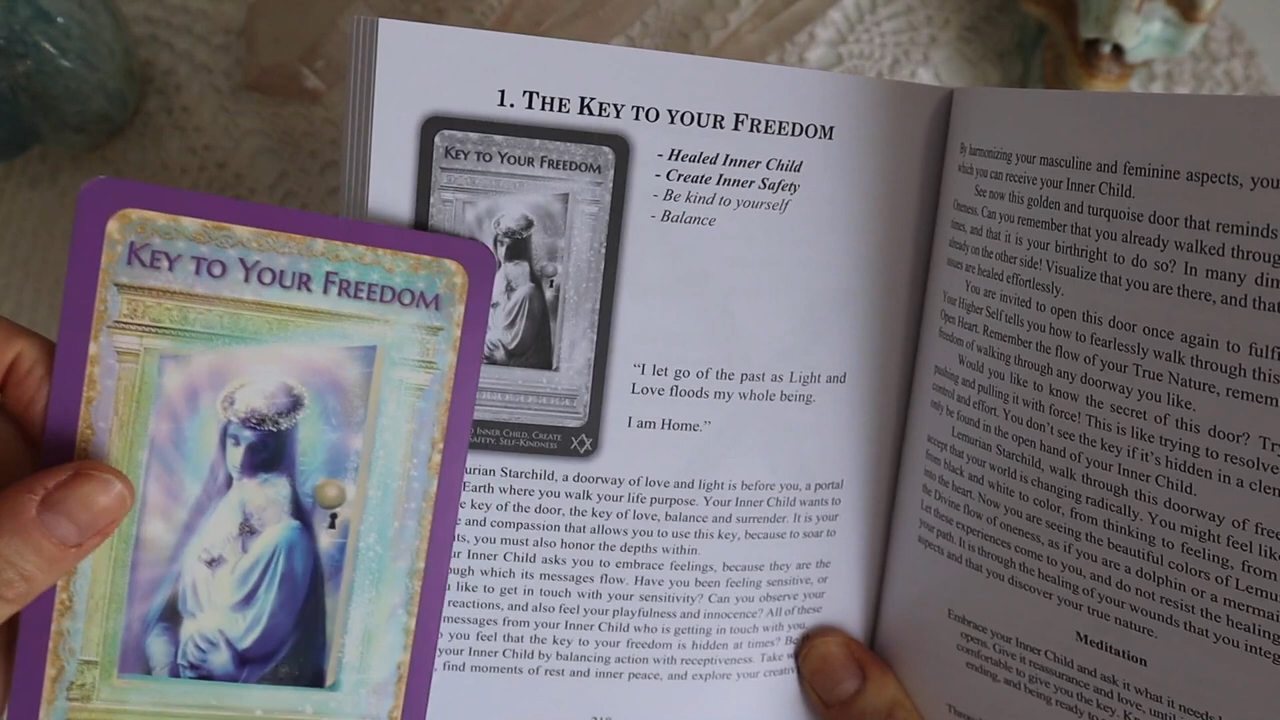 KEY TO YOUR FREEDOM
1. THE KEY TO YOUR FREEDOM
KEY TO YOUR FREEDOM
- Healed Inner Child
- Create Inner Safety
- Be kind to yourself
- Balance
"I let go of the past as Light and
Love floods my whole being.
I am Home."
INNER CHILD, CREATE
SAFETY, SELF-KINDNESS
urian Starchild, a doorway of love and light is before you, a portal
Earth where you walk your life purpose. Your Inner Child wants to
key of the door, the key of love, balance and surrender. It is your
and compassion that allows you to use this key, because to soar to
you must also honor the depths within.
Inner Child asks you to embrace feelings, because they are the
which its messages flow. Have you been feeling sensitive, or
like to get in touch with your sensitivity? Can you observe your
reactions, and also feel your playfulness and innocence? All of these
messages from your Inner Child who is getting in touch with you.
you feel that the key to your freedom is hidden at times?
your Inner Child by balancing action with receptiveness. Take
find moments of rest and inner peace, and explore your
By harmonizing your masculine and feminine aspects, you
which you can receive your Inner Child.
See now this golden and turquoise door that reminds
Oneness. Can you remember that you already walked throug
times, and that it is your birthright to do so? In many dim
already on the other side! Visualize that you are there, and that
issues are healed effortlessly.
You are invited to open this door once again to fulfi
Your Higher Self tells you how to fearlessly walk through this
Open Heart. Remember the flow of your True Nature, remem
freedom of walking through any doorway you like.
Would you like to know the secret of this door? Try
pushing and pulling it with force! This is like trying to resolve
control and effort. You don't see the key if it's hidden in a clen
only be found in the open hand of your Inner Child.
Lemurian Starchild, walk through this doorway of free
accept that your world is changing radically. You might feel lik
from black and white to color, from thinking to feeling, from
into the heart. Now you are seeing the beautiful colors of Lemu
the Divine flow of oneness, as if you are a dolphin or a mermai
Let these experiences come to you, and do not resist the healing
your path. It is through the healing of your wounds that you integ
aspects and that you discover your true nature.
Meditation
Embrace your Inner Child and ask it what it needs
opens. Give it reassurance and love, until
comfortable to give you the key.
ending, and being ready to